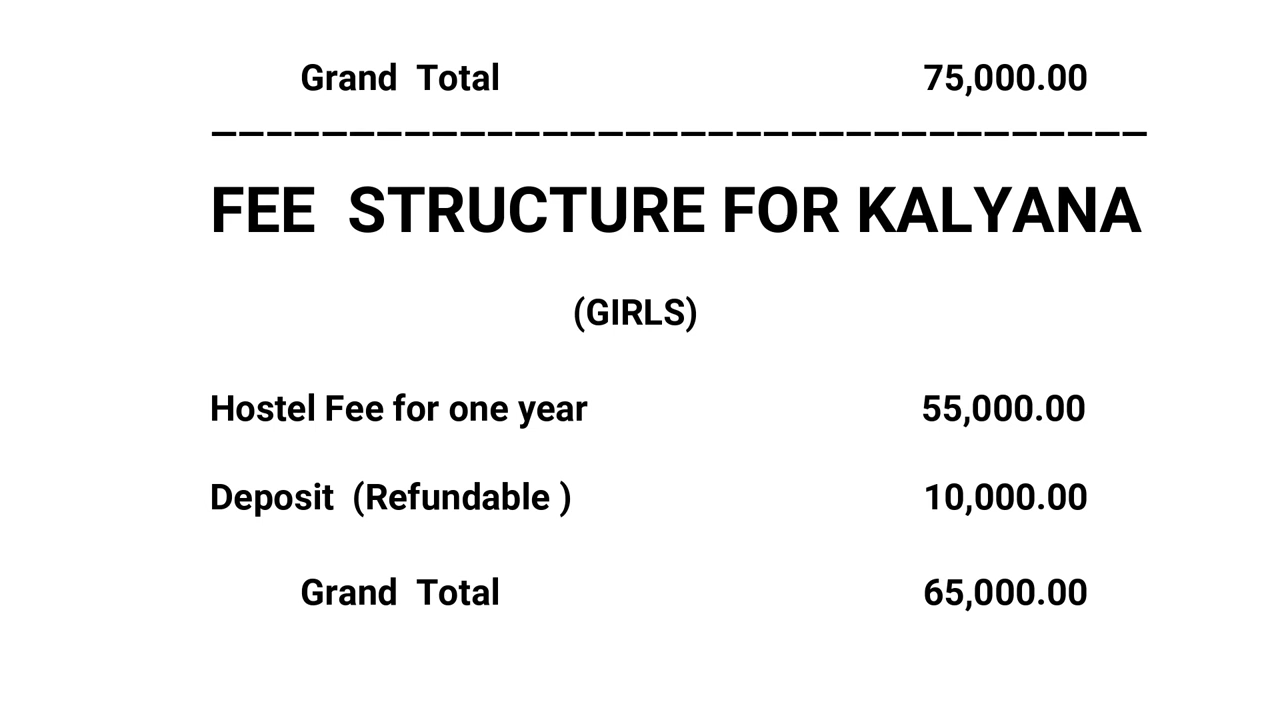 Grand Total 75,000.00
----------------------------------
FEE STRUCTURE FOR KALYANA
(GIRLS)
Hostel Fee for one year 55,000.00
Deposit (Refundable ) 10,000.00
Grand Total 65,000.00